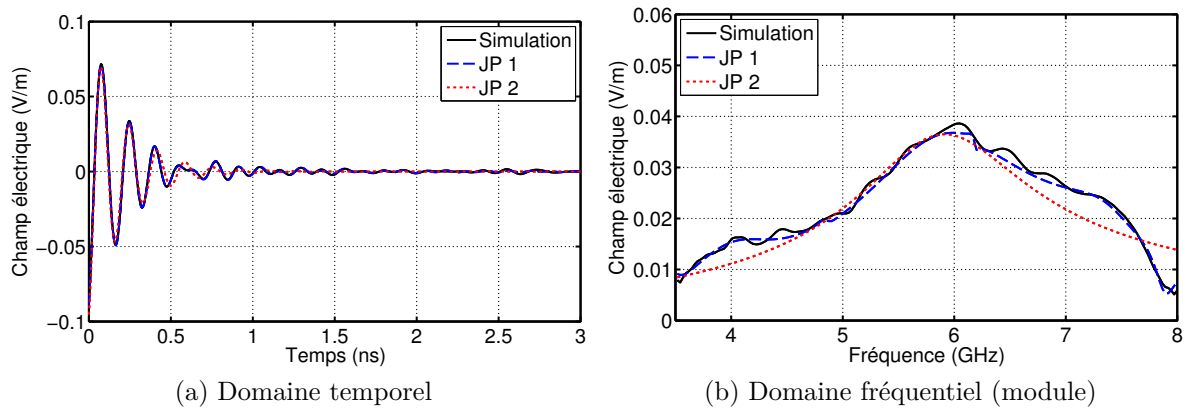 0.1
0.05
0
−0.05
−0.1
0
0.5
1
1.5
2
2.5
3
Champ électrique (V/m)
Temps (ns)
Simulation
JP 1
JP 2
(a) Domaine temporel
0.06
0.05
0.04
0.03
0.02
0.01
0
4
5
6
7
8
Champ électrique (V/m)
Fréquence (GHz)
Simulation
JP 1
JP 2
(b) Domaine fréquentiel (module)